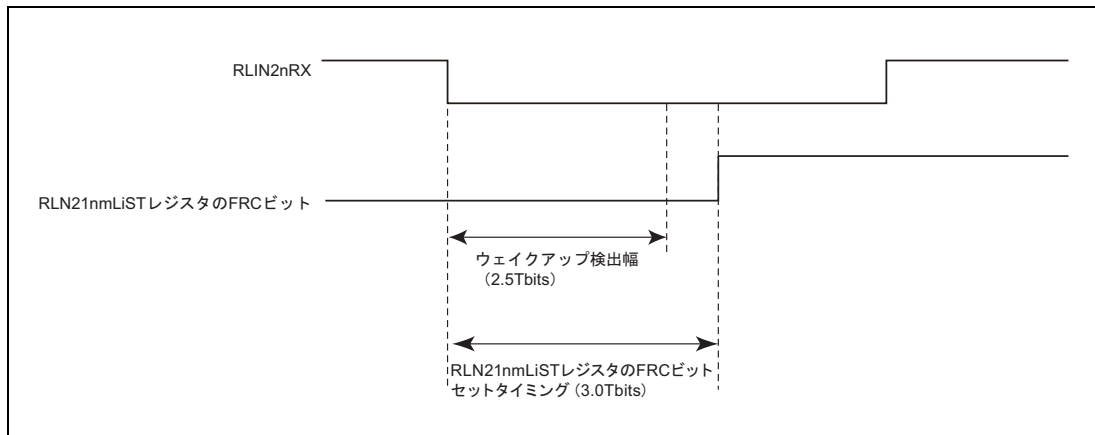 RLIN2nRX
RLN21nmLiSTレジスタのFRCビット
ウェイクアップ検出幅
(2.5Tbits)
RLN21nmLiSTレジスタのFRCビット
セットタイミング (3.0Tbits)